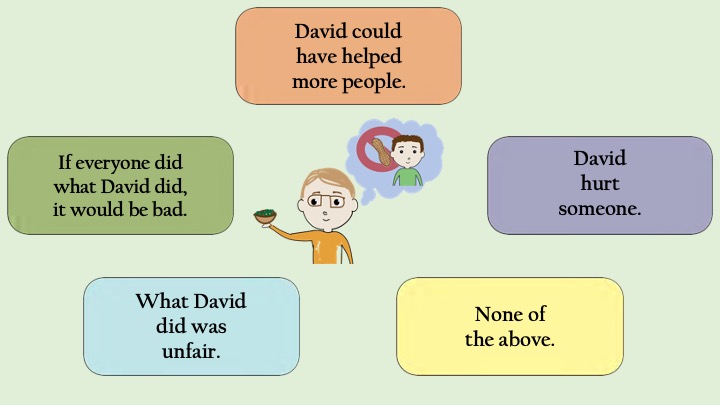 David could
have helped
more people.
If everyone did
what David did,
it would be bad.
David
hurt
someone.
What David
did was
unfair.
None of
the above.